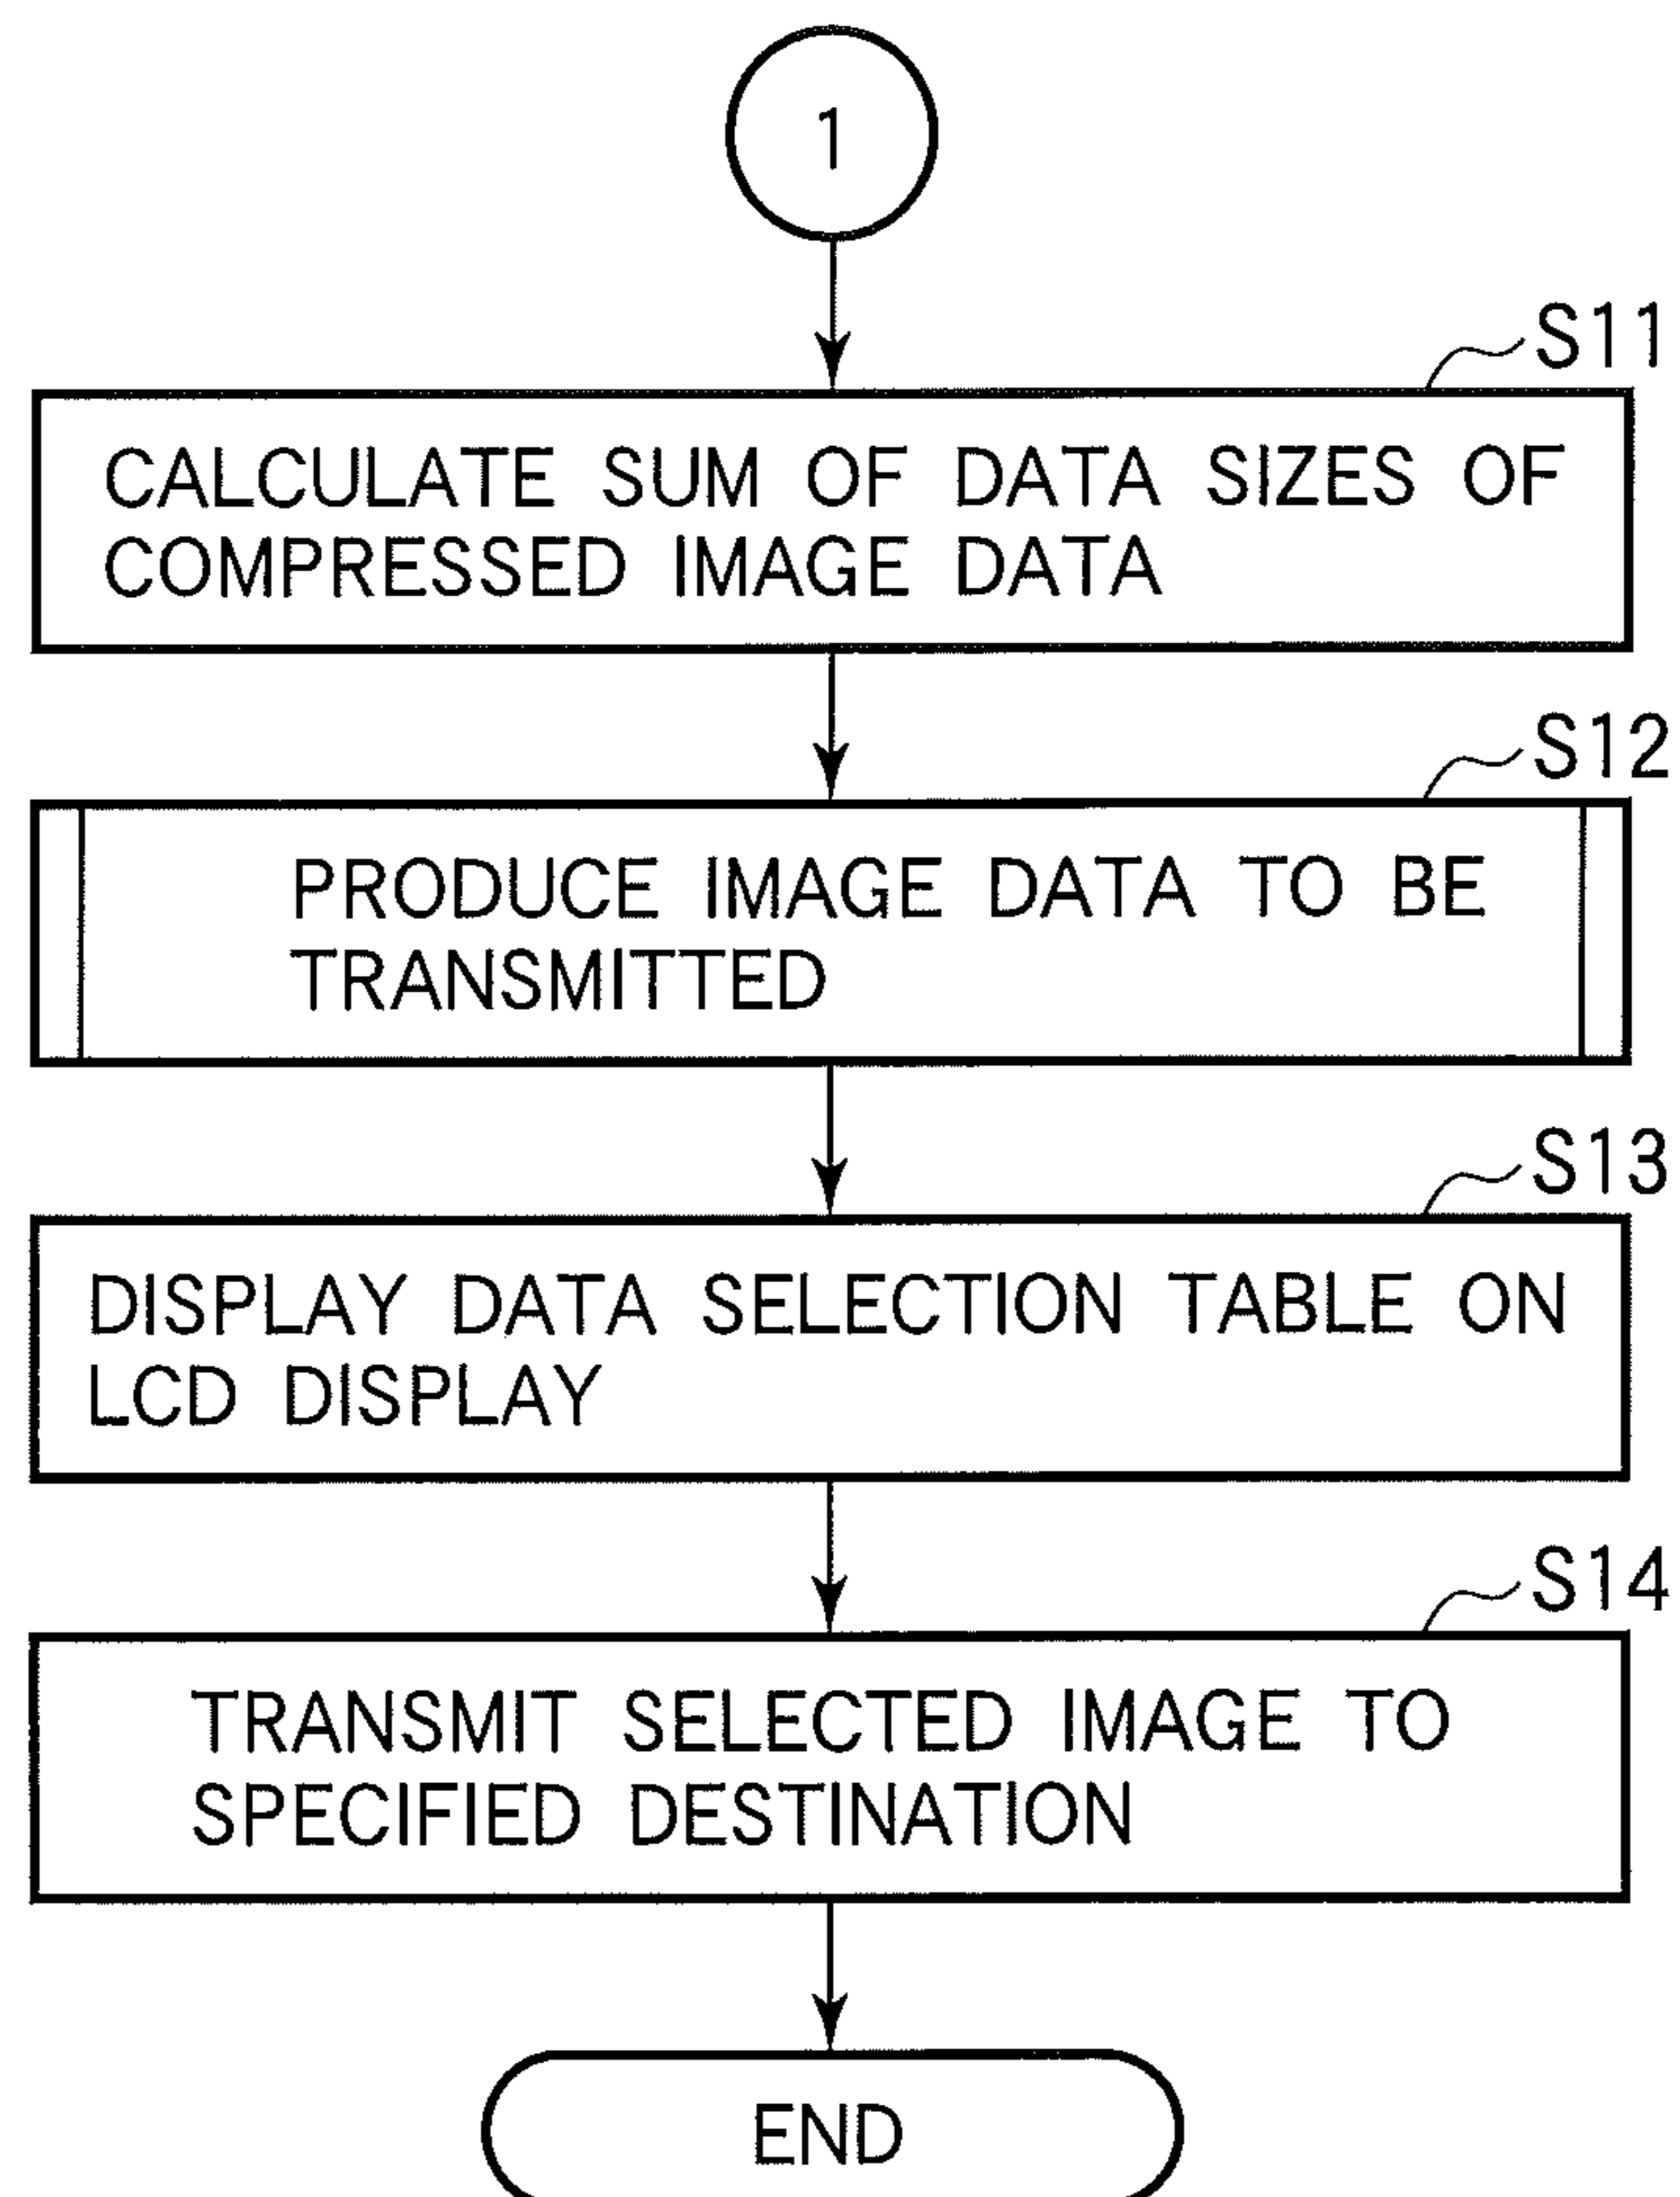 1
S11
CALCULATE SUM OF DATA SIZES OF
COMPRESSED IMAGE DATA
S12
PRODUCE IMAGE DATA TO BE
TRANSMITTED
S13
DISPLAY DATA SELECTION TABLE ON
LCD DISPLAY
S14
TRANSMIT SELECTED IMAGE TO
SPECIFIED DESTINATION
END